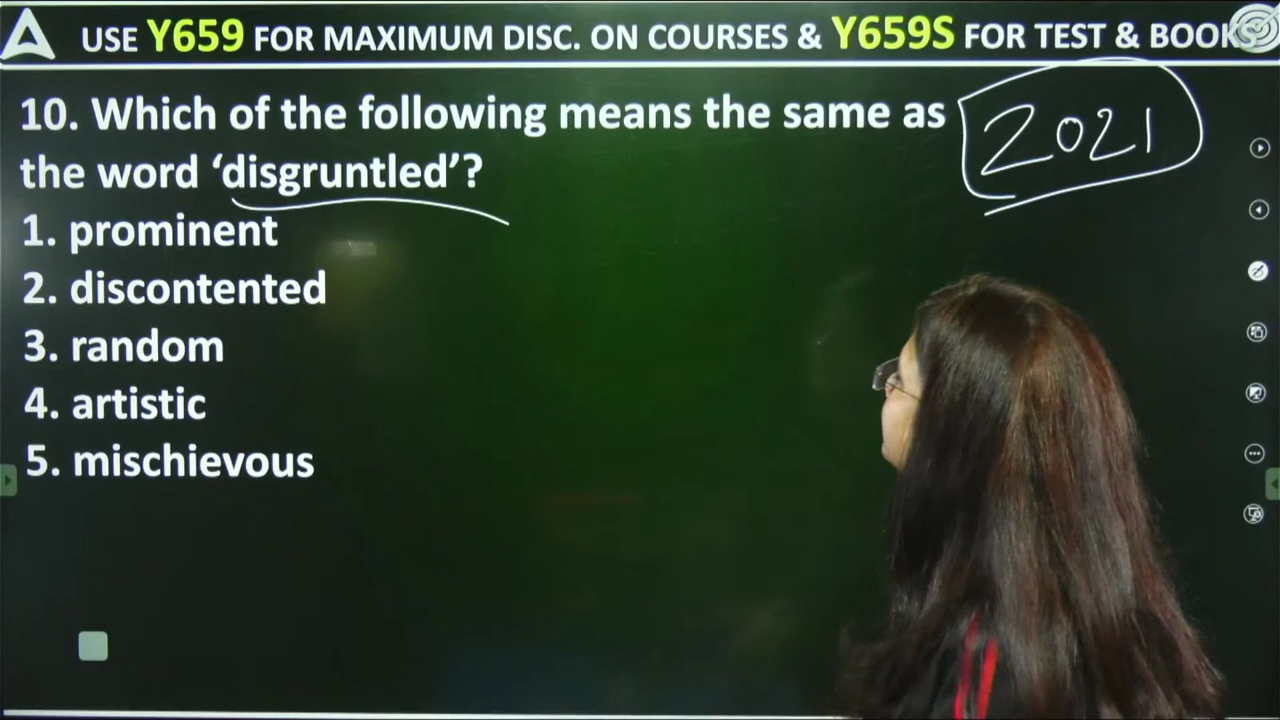 USE Y659 FOR MAXIMUM DISC. ON COURSES & Y659S FOR TEST & BOOKS
10. Which of the following means the same as
the word ‘disgruntled’?
2021
1. prominent
2. discontented
3. random
4. artistic
5. mischievous